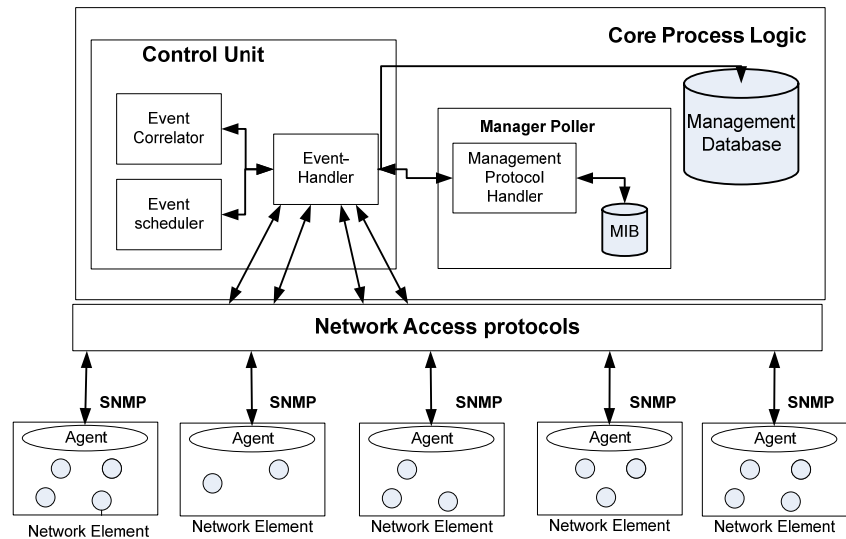 Core Process Logic
Control Unit
Event
Correlator
Event
scheduler
Event-
Handler
Manager Poller
Management
Protocol
Handler
MIB
Management
Database
Network Access protocols
SNMP
SNMP
SNMP
SNMP
SNMP
Agent
Agent
Agent
Agent
Agent
Network Element
Network Element
Network Element
Network Element
Network Element